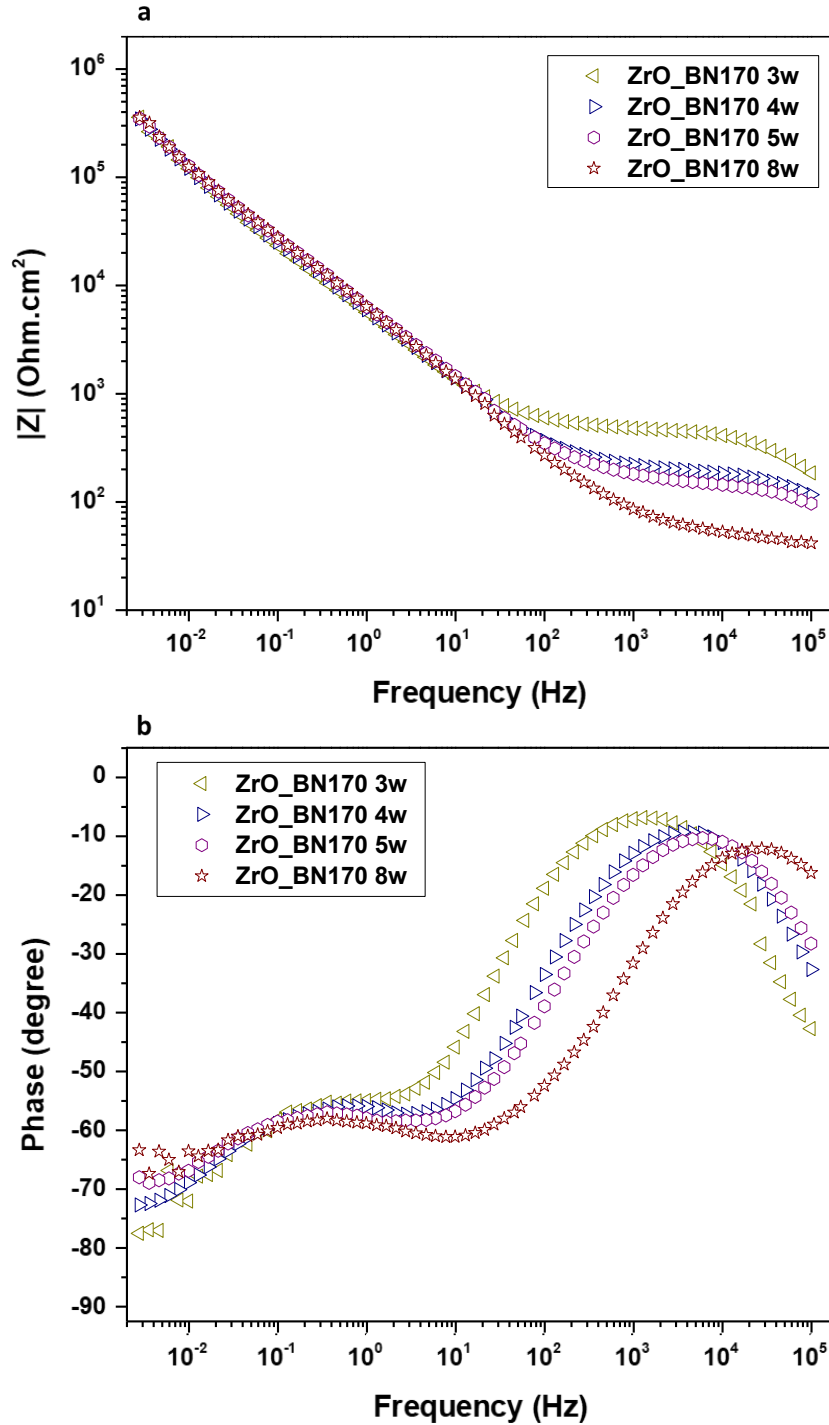 a
10⁶
10⁵
10⁴
10³
10²
10¹
|Z| (Ohm.cm²)
ZrO_BN170 3w
ZrO_BN170 4w
ZrO_BN170 5w
ZrO_BN170 8w
10⁻² 10⁻¹ 10⁰ 10¹ 10² 10³ 10⁴ 10⁵
Frequency (Hz)
b
0
-10
-20
-30
-40
-50
-60
-70
-80
-90
Phase (degree)
ZrO_BN170 3w
ZrO_BN170 4w
ZrO_BN170 5w
ZrO_BN170 8w
10⁻² 10⁻¹ 10⁰ 10¹ 10² 10³ 10⁴ 10⁵
Frequency (Hz)